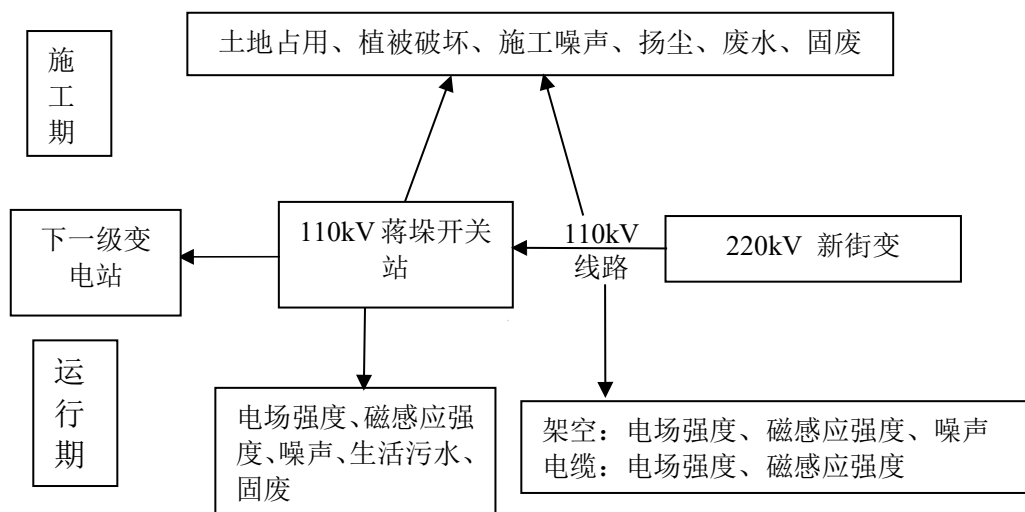 施
工
期
土地占用、植被破坏、施工噪声、扬尘、废水、固废
下一级变
电站
110kV 蒋垛开关
站
110kV
线路
220kV 新街变
运
行
期
电场强度、磁感应强
度、噪声、生活污水、
固废
架空：电场强度、磁感应强度、噪声
电缆：电场强度、磁感应强度